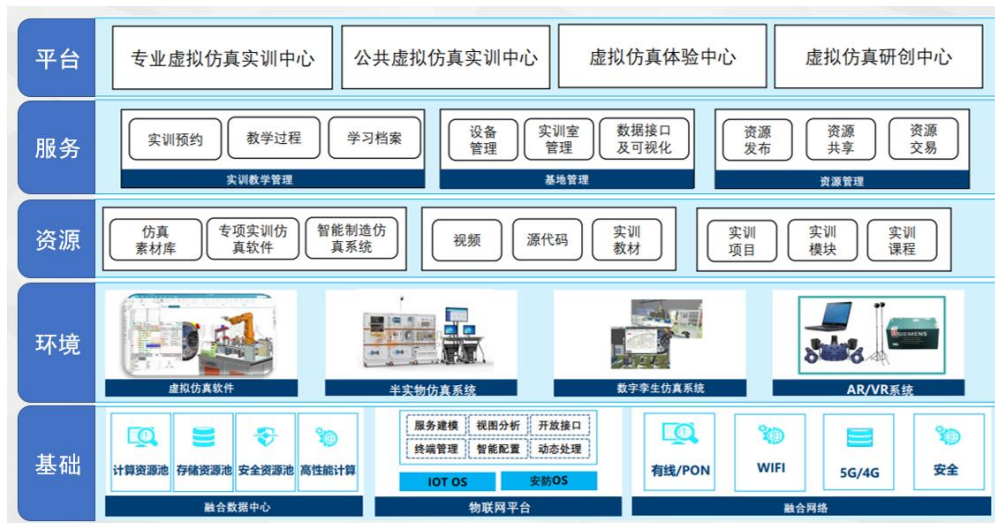 平台
专业虚拟仿真实训中心
公共虚拟仿真实训中心
虚拟仿真体验中心
虚拟仿真研创中心
服务
实训预约
教学过程
学习档案
实训教学管理
设备
管理
实训室
管理
数据接口
及可视化
基地管理
资源
发布
资源
共享
资源
交易
资源管理
资源
仿真
素材库
专项实训仿
真软件
智能制造仿
真系统
视频
源代码
实训
教材
实训
项目
实训
模块
实训
课程
环境
虚拟仿真软件
半实物仿真系统
数字孪生仿真系统
SIEMENS
AR/VR系统
基础
计算资源池
存储资源池
安全资源池
高性能计算
融合数据中心
服务建模
视图分析
开放接口
终端管理
智能配置
动态处理
IOT OS
安防OS
物联网平台
有线/PON
WIFI
5G/4G
安全
融合网络